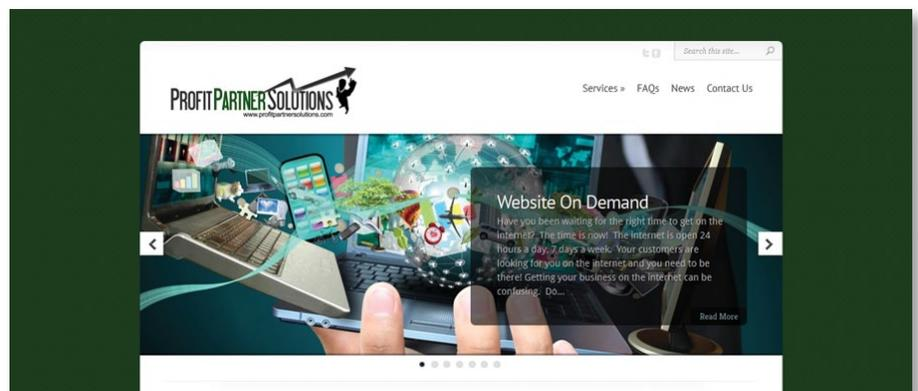 Search this site...
PROFITPARTNERSOLUTIONS
www.profitpartnersolutions.com
Services » FAQs News Contact Us
Website On Demand
Have you been waiting for the right time to get on the
internet? The time is now! The internet is open 24
hours a day, 7 days a week. Your customers are
looking for you on the internet and you need to be
there! Getting your business on the internet can be
confusing. Do...
Read More